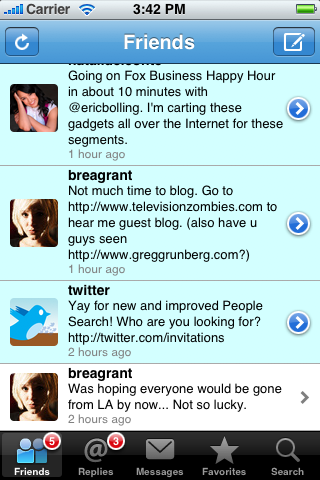 Carrier 3:42 PM
Friends
Going on Fox Business Happy Hour
in about 10 minutes with
@ericbolling. I'm carting these
gadgets all over the Internet for these
segments.
1 hour ago
breagrant
Not much time to blog. Go to
http://www.televisionzombies.com to
hear me guest blog. (also have u
guys seen
http://www.greggrunberg.com?)
1 hour ago
twitter
Yay for new and improved People
Search! Who are you looking for?
http://twitter.com/invitations
2 hours ago
breagrant
Was hoping everyone would be gone
from LA by now... Not so lucky.
2 hours ago
5 3
Friends Replies Messages Favorites Search